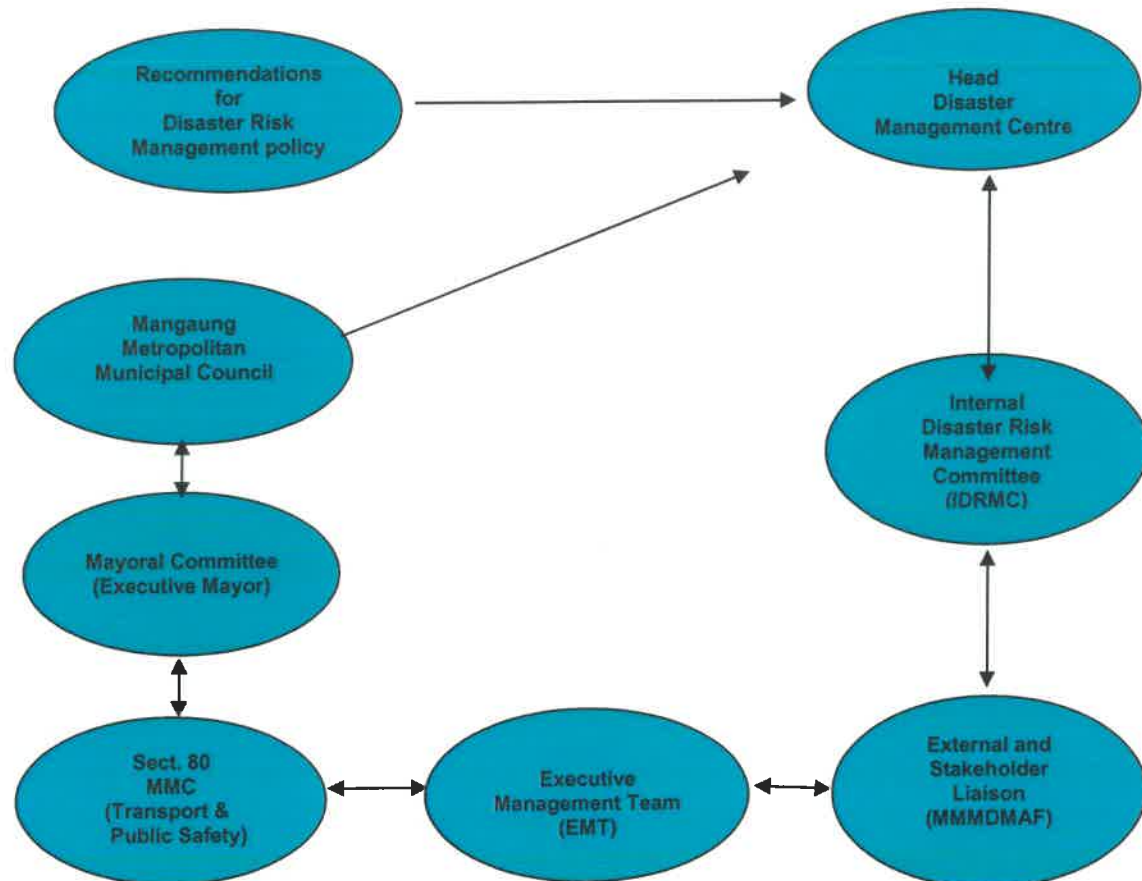 Recommendations
for
Disaster Risk
Management policy
Head
Disaster
Management Centre
Mangaung
Metropolitan
Municipal Council
Internal
Disaster Risk
Management
Committee
(IDRMC)
Mayoral Committee
(Executive Mayor)
Sect. 80
MMC
(Transport &
Public Safety)
Executive
Management Team
(EMT)
External and
Stakeholder
Liaison
(MMMDMAF)